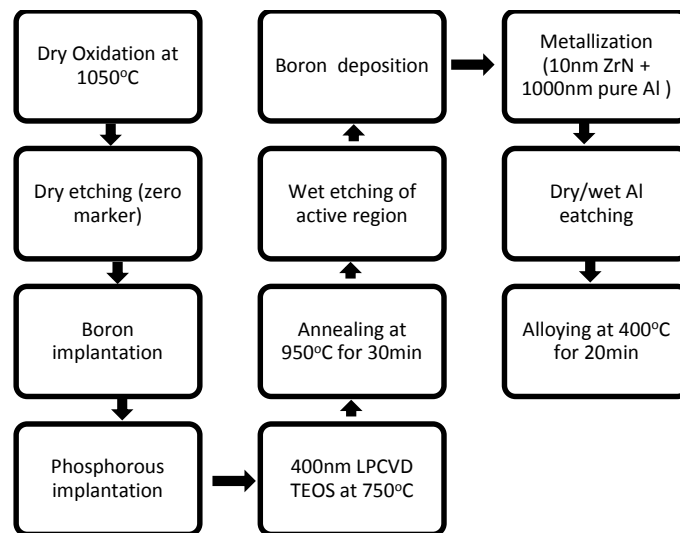 Dry Oxidation at
1050°C
Dry etching (zero
marker)
Boron
implantation
Phosphorous
implantation
400nm LPCVD
TEOS at 750°C
Annealing at
950°C for 30min
Wet etching of
active region
Boron deposition
Metallization
(10nm ZrN +
1000nm pure Al )
Dry/wet Al
eatching
Alloying at 400°C
for 20min